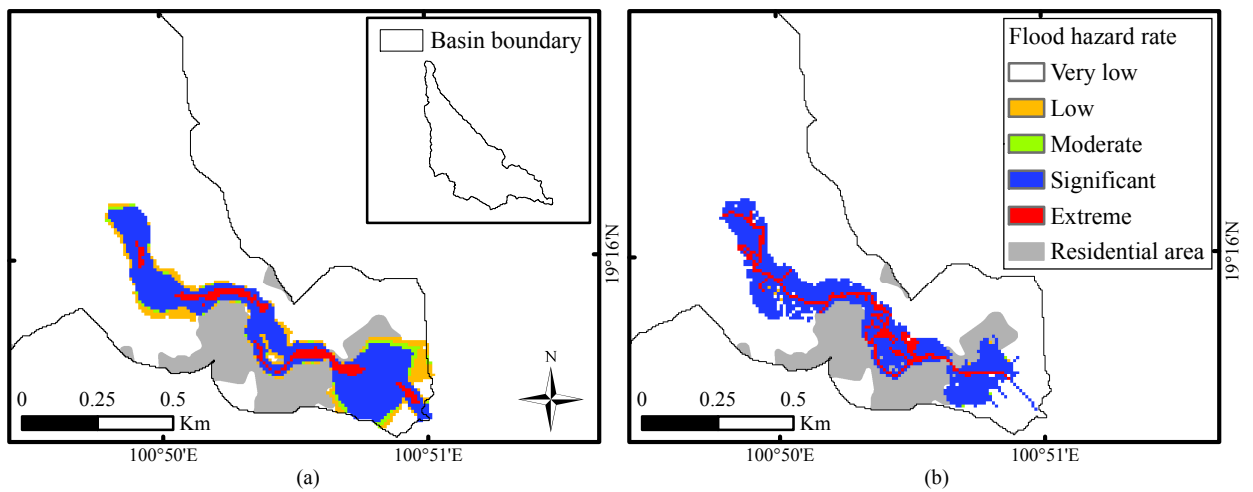 Basin boundary
N
0 0.25 0.5
Km
100°50'E
100°51'E
19°16'N
(a)
Flood hazard rate
Very low
Low
Moderate
Significant
Extreme
Residential area
0 0.25 0.5
Km
100°50'E
100°51'E
19°16'N
(b)